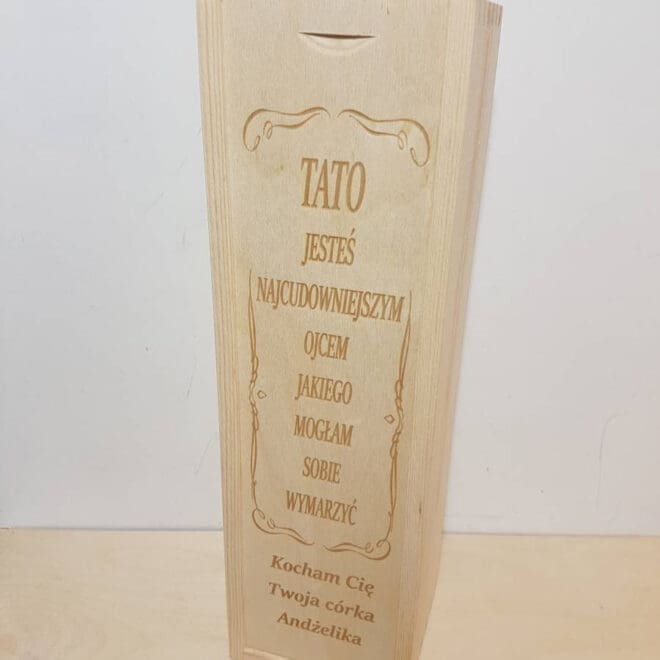 TATO
JESTEŚ
NAJCUDOWNIEJSZYM
OJCEM
JAKIEGO
MOGŁAM
SOBIE
WYMARZYĆ
Kocham Cię
Twoja córka
Andżelika